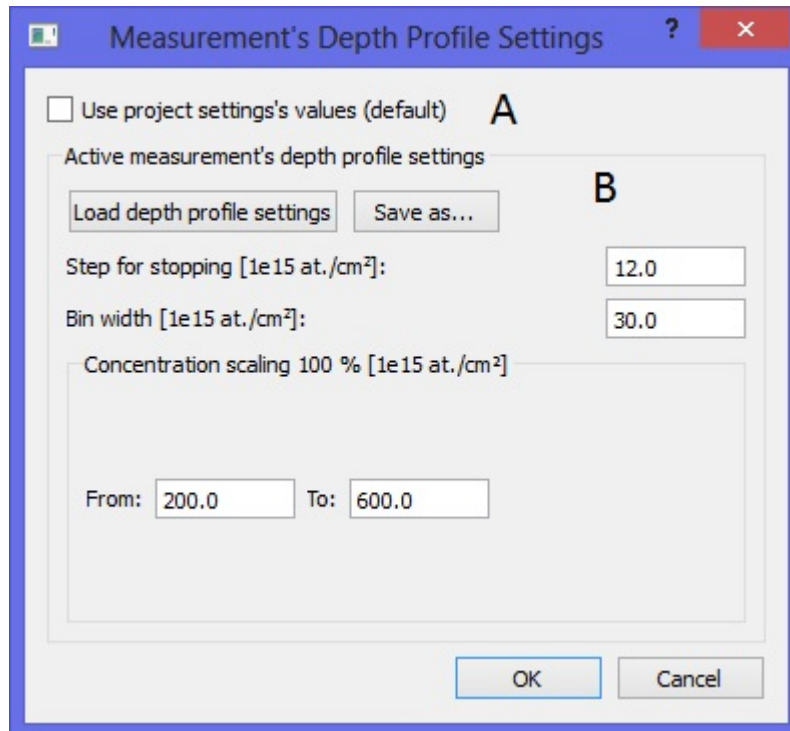 Measurement's Depth Profile Settings ? ×
Use project settings's values (default) A
Active measurement's depth profile settings
B
Load depth profile settings Save as...
Step for stopping [1e15 at./cm²]: 12.0
Bin width [1e15 at./cm²]: 30.0
Concentration scaling 100 % [1e15 at./cm²]
From: 200.0 To: 600.0
OK Cancel